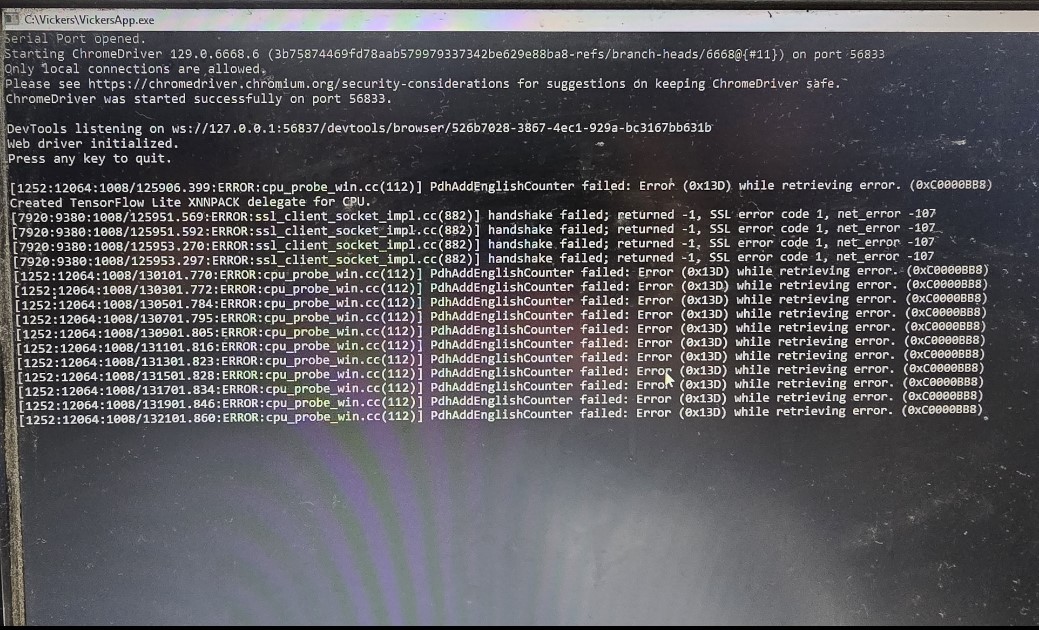 C:\Vickers\VickersApp.exe
Serial Port opened.
Starting ChromeDriver 129.0.6668.6 (3b75874469fd78aab579979337342be629e88ba8-refs/branch-heads/6668@{#11}) on port 56833
Only local connections are allowed.
Please see https://chromedriver.chromium.org/security-considerations for suggestions on keeping ChromeDriver safe.
ChromeDriver was started successfully on port 56833.
DevTools listening on ws://127.0.0.1:56837/devtools/browser/526b7028-3867-4ec1-929a-bc3167bb631b
Web driver initialized.
Press any key to quit.
[1252:12064:1008/125906.399:ERROR:cpu_probe_win.cc(112)] PdhAddEnglishCounter failed: Error (0x13D) while retrieving error. (0xC0000BB8)
Created TensorFlow Lite XNNPACK delegate for CPU.
[7920:9380:1008/125951.569:ERROR:ssl_client_socket_impl.cc(882)] handshake failed; returned -1, SSL error code 1, net_error -107
[7920:9380:1008/125951.592:ERROR:ssl_client_socket_impl.cc(882)] handshake failed; returned -1, SSL error code 1, net_error -107
[7920:9380:1008/125953.270:ERROR:ssl_client_socket_impl.cc(882)] handshake failed; returned -1, SSL error code 1, net_error -107
[7920:9380:1008/125953.297:ERROR:ssl_client_socket_impl.cc(882)] handshake failed; returned -1, SSL error code 1, net_error -107
[1252:12064:1008/130101.770:ERROR:cpu_probe_win.cc(112)] PdhAddEnglishCounter failed: Error (0x13D) while retrieving error. (0xC0000BB8)
[1252:12064:1008/130301.772:ERROR:cpu_probe_win.cc(112)] PdhAddEnglishCounter failed: Error (0x13D) while retrieving error. (0xC0000BB8)
[1252:12064:1008/130501.784:ERROR:cpu_probe_win.cc(112)] PdhAddEnglishCounter failed: Error (0x13D) while retrieving error. (0xC0000BB8)
[1252:12064:1008/130701.795:ERROR:cpu_probe_win.cc(112)] PdhAddEnglishCounter failed: Error (0x13D) while retrieving error. (0xC0000BB8)
[1252:12064:1008/130901.805:ERROR:cpu_probe_win.cc(112)] PdhAddEnglishCounter failed: Error (0x13D) while retrieving error. (0xC0000BB8)
[1252:12064:1008/131101.816:ERROR:cpu_probe_win.cc(112)] PdhAddEnglishCounter failed: Error (0x13D) while retrieving error. (0xC0000BB8)
[1252:12064:1008/131301.823:ERROR:cpu_probe_win.cc(112)] PdhAddEnglishCounter failed: Error (0x13D) while retrieving error. (0xC0000BB8)
[1252:12064:1008/131501.828:ERROR:cpu_probe_win.cc(112)] PdhAddEnglishCounter failed: Error (0x13D) while retrieving error. (0xC0000BB8)
[1252:12064:1008/131701.834:ERROR:cpu_probe_win.cc(112)] PdhAddEnglishCounter failed: Error (0x13D) while retrieving error. (0xC0000BB8)
[1252:12064:1008/131901.846:ERROR:cpu_probe_win.cc(112)] PdhAddEnglishCounter failed: Error (0x13D) while retrieving error. (0xC0000BB8)
[1252:12064:1008/132101.860:ERROR:cpu_probe_win.cc(112)] PdhAddEnglishCounter failed: Error (0x13D) while retrieving error. (0xC0000BB8)